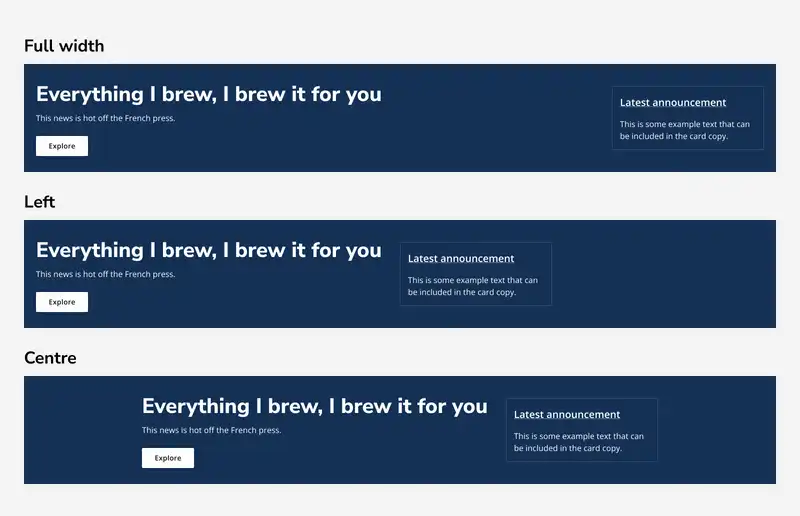 Full width
Everything I brew, I brew it for you
This news is hot off the French press.
Explore
Latest announcement
This is some example text that can
be included in the card copy.
Left
Everything I brew, I brew it for you
This news is hot off the French press.
Explore
Latest announcement
This is some example text that can
be included in the card copy.
Centre
Everything I brew, I brew it for you
This news is hot off the French press.
Explore
Latest announcement
This is some example text that can
be included in the card copy.